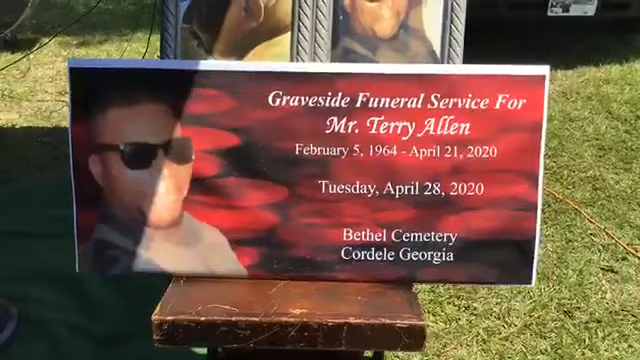 Graveside Funeral Service For
Mr. Terry Allen
February 5, 1964 - April 21, 2020
Tuesday, April 28, 2020
Bethel Cemetery
Cordele Georgia